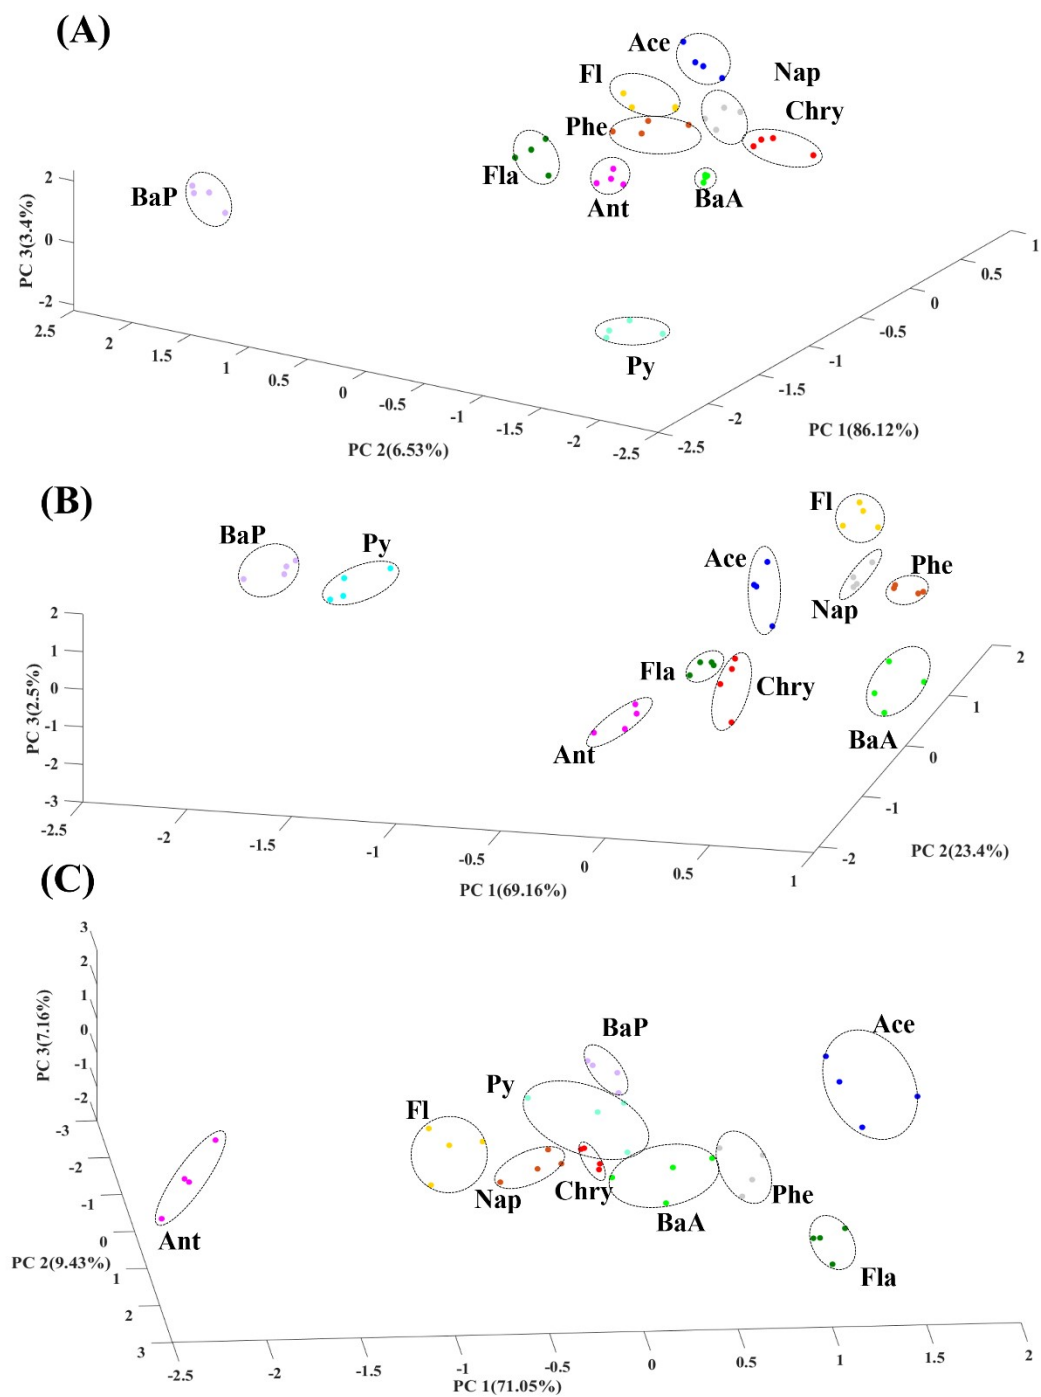 (A)
Ace
Nap
Fl
Chry
Phe
Fla
BaP
Ant
BaA
Py
2
0
-2
PC 3(3.4%)
2.5
2
1.5
1
0.5
0
-0.5
-1
-1.5
-2
-2.5
PC 2(6.53%)
1
0.5
0
-0.5
-1
-1.5
-2
-2.5
PC 1(86.12%)
(B)
Fl
BaP
Py
Ace
Phe
Nap
Fla
Chry
BaA
Ant
2
1
0
-1
-2
-3
PC 3(2.5%)
-2.5
-2
-1.5
-1
-0.5
0
0.5
1
PC 1(69.16%)
2
1
0
-1
-2
PC 2(23.4%)
(C)
Ace
BaP
Py
Fl
Nap
Chry
BaA
Phe
Fla
Ant
3
2
1
0
-1
-2
PC 3(7.16%)
-3
-2
-1
0
1
2
3
PC 2(9.43%)
-2.5
-2
-1
-0.5
0
0.5
1
1.5
2
PC 1(71.05%)